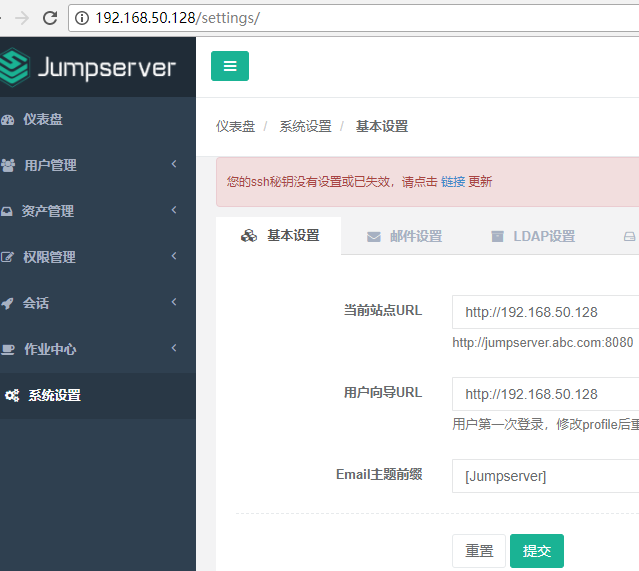 192.168.50.128/settings/
Jumpserver
仪表盘
用户管理
资产管理
权限管理
会话
作业中心
系统设置
仪表盘 / 系统设置 / 基本设置
您的ssh秘钥没有设置或已失效，请点击 链接 更新
基本设置 邮件设置 LDAP设置
当前站点URL http://192.168.50.128
http://jumpserver.abc.com:8080
用户向导URL http://192.168.50.128
用户第一次登录，修改profile后重
Email主题前缀 [Jumpserver]
重置 提交